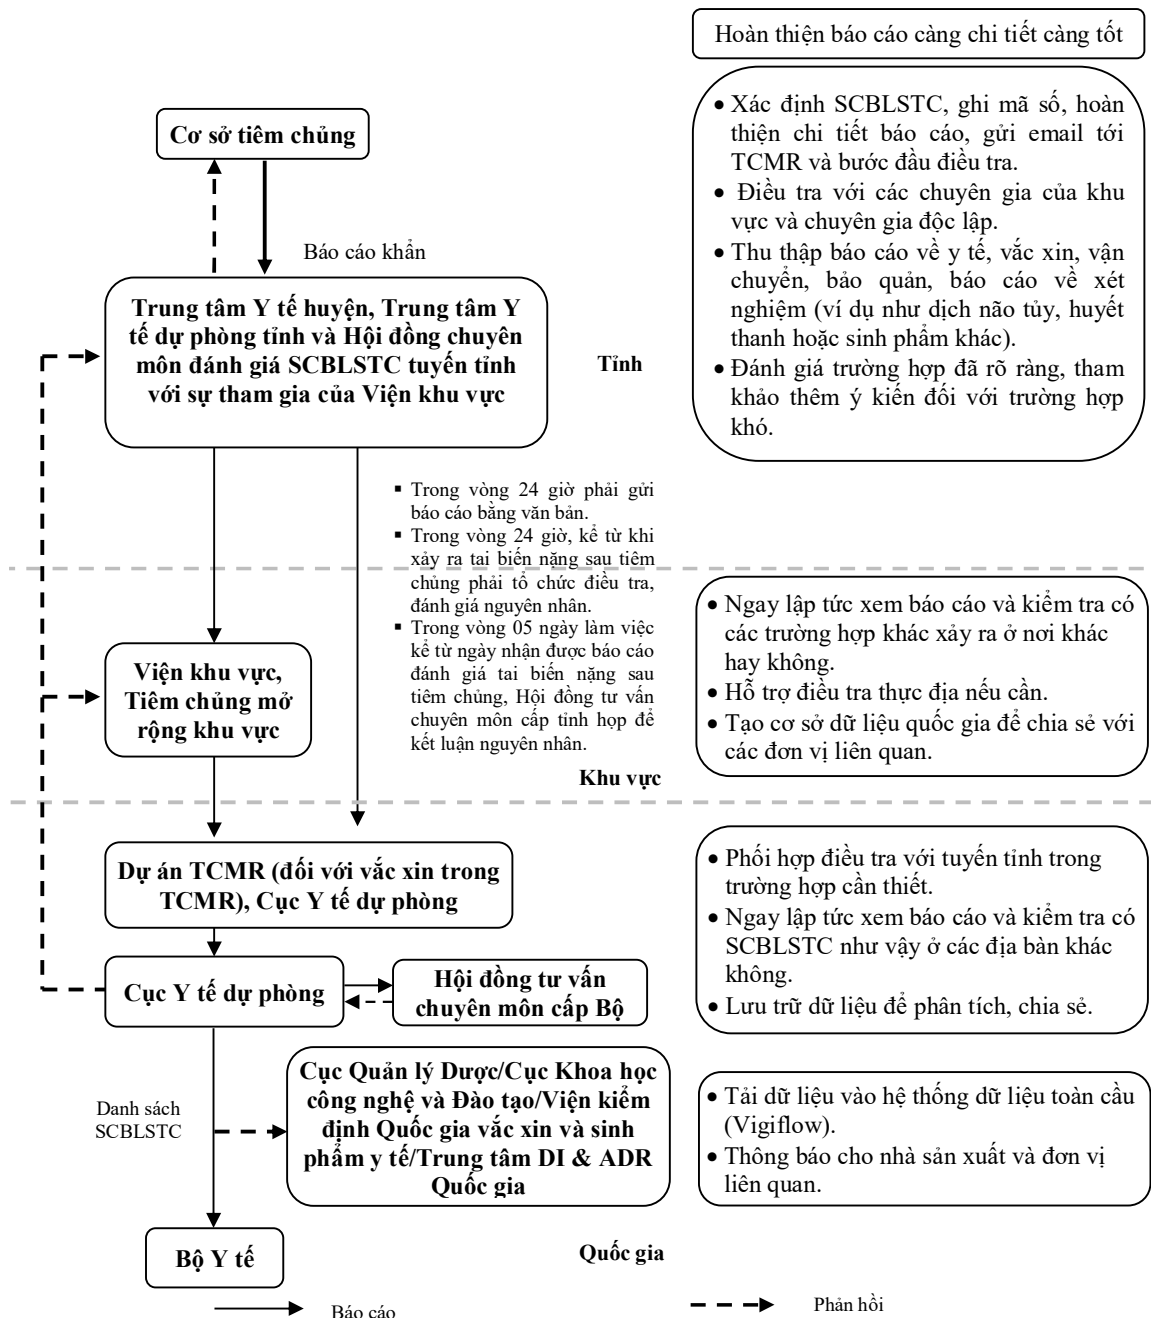 Hoàn thiện báo cáo càng chi tiết càng tốt
Cơ sở tiêm chủng
Báo cáo khẩn
Trung tâm Y tế huyện, Trung tâm Y
tế dự phòng tỉnh và Hội đồng chuyên
môn đánh giá SCBLSTC tuyến tỉnh
với sự tham gia của Viện khu vực
Tỉnh
• Xác định SCBLSTC, ghi mã số, hoàn
thiện chi tiết báo cáo, gửi email tới
TCMR và bước đầu điều tra.
• Điều tra với các chuyên gia của khu
vực và chuyên gia độc lập.
• Thu thập báo cáo về y tế, vắc xin, vận
chuyển, bảo quản, báo cáo về xét
nghiệm (ví dụ như dịch não tủy, huyết
thanh hoặc sinh phẩm khác).
• Đánh giá trường hợp đã rõ ràng, tham
khảo thêm ý kiến đối với trường hợp
khó.
▪ Trong vòng 24 giờ phải gửi
báo cáo bằng văn bản.
▪ Trong vòng 24 giờ, kể từ khi
xảy ra tai biến nặng sau tiêm
chủng phải tổ chức điều tra,
đánh giá nguyên nhân.
▪ Trong vòng 05 ngày làm việc
kể từ ngày nhận được báo cáo
đánh giá tai biến nặng sau
tiêm chủng, Hội đồng tư vấn
chuyên môn cấp tỉnh họp để
kết luận nguyên nhân.
Viện khu vực,
Tiêm chủng mở
rộng khu vực
Khu vực
• Ngay lập tức xem báo cáo và kiểm tra có
các trường hợp khác xảy ra ở nơi khác
hay không.
• Hỗ trợ điều tra thực địa nếu cần.
• Tạo cơ sở dữ liệu quốc gia để chia sẻ với
các đơn vị liên quan.
Dự án TCMR (đối với vắc xin trong
TCMR), Cục Y tế dự phòng
Cục Y tế dự phòng
Hội đồng tư vấn
chuyên môn cấp Bộ
• Phối hợp điều tra với tuyến tỉnh trong
trường hợp cần thiết.
• Ngay lập tức xem báo cáo và kiểm tra có
SCBLSTC như vậy ở các địa bàn khác
không.
• Lưu trữ dữ liệu để phân tích, chia sẻ.
Danh sách
SCBLSTC
Cục Quản lý Dược/Cục Khoa học
công nghệ và Đào tạo/Viện kiểm
định Quốc gia vắc xin và sinh
phẩm y tế/Trung tâm DI & ADR
Quốc gia
• Tải dữ liệu vào hệ thống dữ liệu toàn cầu
(Vigiflow).
• Thông báo cho nhà sản xuất và đơn vị
liên quan.
Bộ Y tế
Quốc gia
Báo cáo
Phản hồi